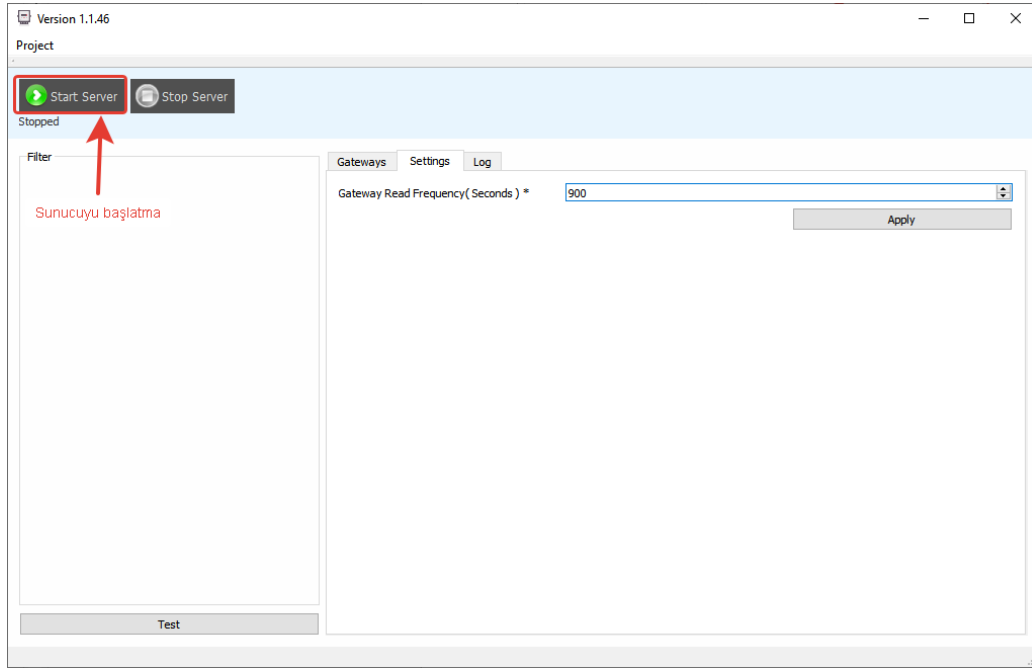 Version 1.1.46
Project
Start Server
Stop Server
Stopped
Filter
Gateways
Settings
Log
Gateway Read Frequency( Seconds ) *
900
Sunucuyu başlatma
Apply
Test